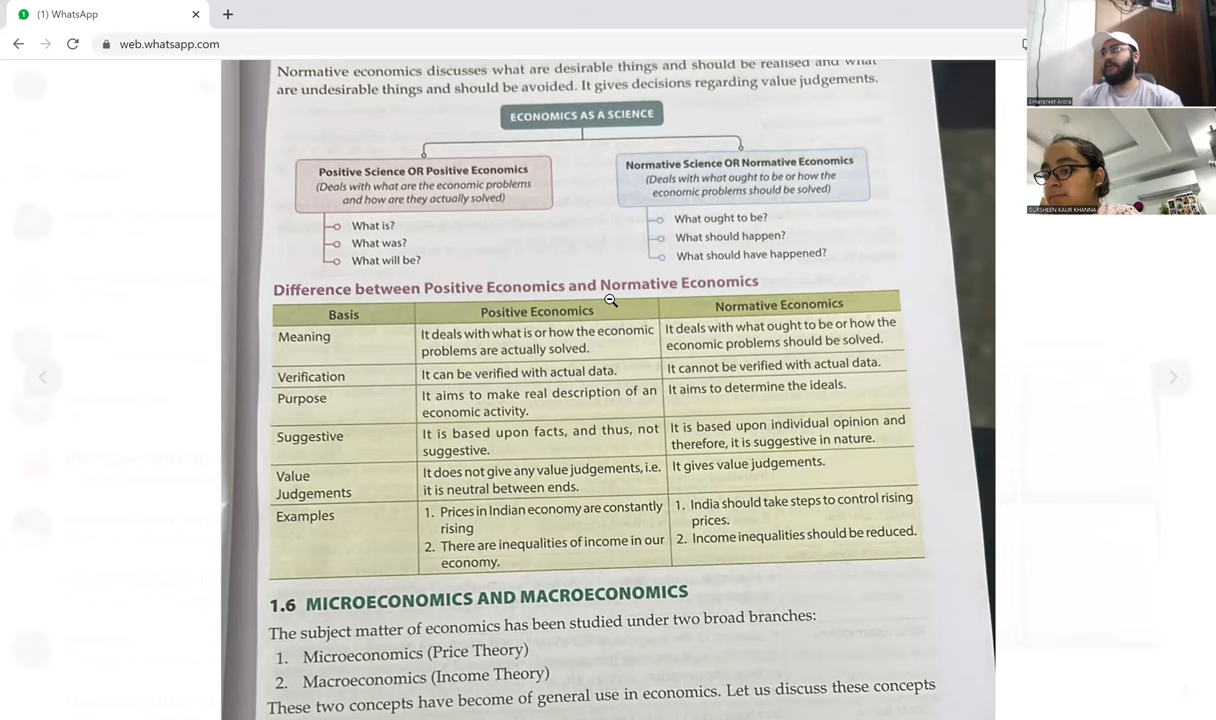 (1) WhatsApp
web.whatsapp.com
Normative economics discusses what are desirable things and should be realised and what
are undesirable things and should be avoided. It gives decisions regarding value judgements.
ECONOMICS AS A SCIENCE
Positive Science OR Positive Economics
(Deals with what are the economic problems
and how are they actually solved)
What is?
What was?
What will be?
Normative Science OR Normative Economics
(Deals with what ought to be or how the
economic problems should be solved)
What ought to be?
What should happen?
What should have happened?
Difference between Positive Economics and Normative Economics
Basis
Positive Economics
Normative Economics
Meaning
It deals with what is or how the economic
problems are actually solved.
It deals with what ought to be or how the
economic problems should be solved.
Verification
It can be verified with actual data.
It cannot be verified with actual data.
Purpose
It aims to make real description of an
economic activity.
It aims to determine the ideals.
Suggestive
It is based upon facts, and thus, not
suggestive.
It is based upon individual opinion and
therefore, it is suggestive in nature.
Value
Judgements
It does not give any value judgements, i.e.
it is neutral between ends.
It gives value judgements.
Examples
1. Prices in Indian economy are constantly
rising
2. There are inequalities of income in our
economy.
1. India should take steps to control rising
prices.
2. Income inequalities should be reduced.
1.6 MICROECONOMICS AND MACROECONOMICS
The subject matter of economics has been studied under two broad branches:
1. Microeconomics (Price Theory)
2. Macroeconomics (Income Theory)
These two concepts have become of general use in economics. Let us discuss these concepts
Simarpreet Arora
SURSHEEN KAUR KHANNA